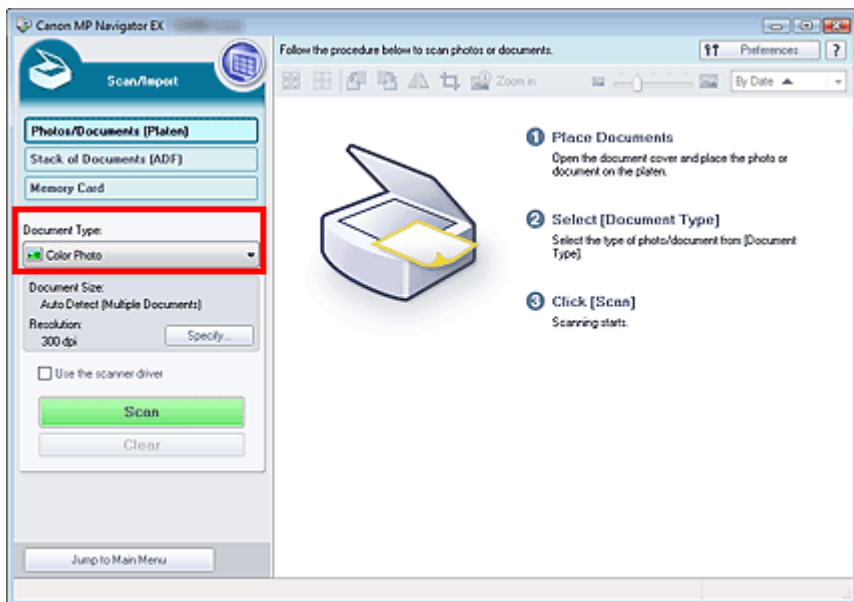 Canon MP Navigator EX
Scan/Import
Photos/Documents (Platen)
Stack of Documents (ADF)
Memory Card
Document Type:
Color Photo
Document Size:
Auto Detect (Multiple Documents)
Resolution:
300 dpi
Specify...
Use the scanner driver
Scan
Clear
Jump to Main Menu
Follow the procedure below to scan photos or documents.
Preferences
?
Zoom in
By Date
1 Place Documents
Open the document cover and place the photo or
document on the platen.
2 Select [Document Type]
Select the type of photo/document from [Document
Type].
3 Click [Scan]
Scanning starts.